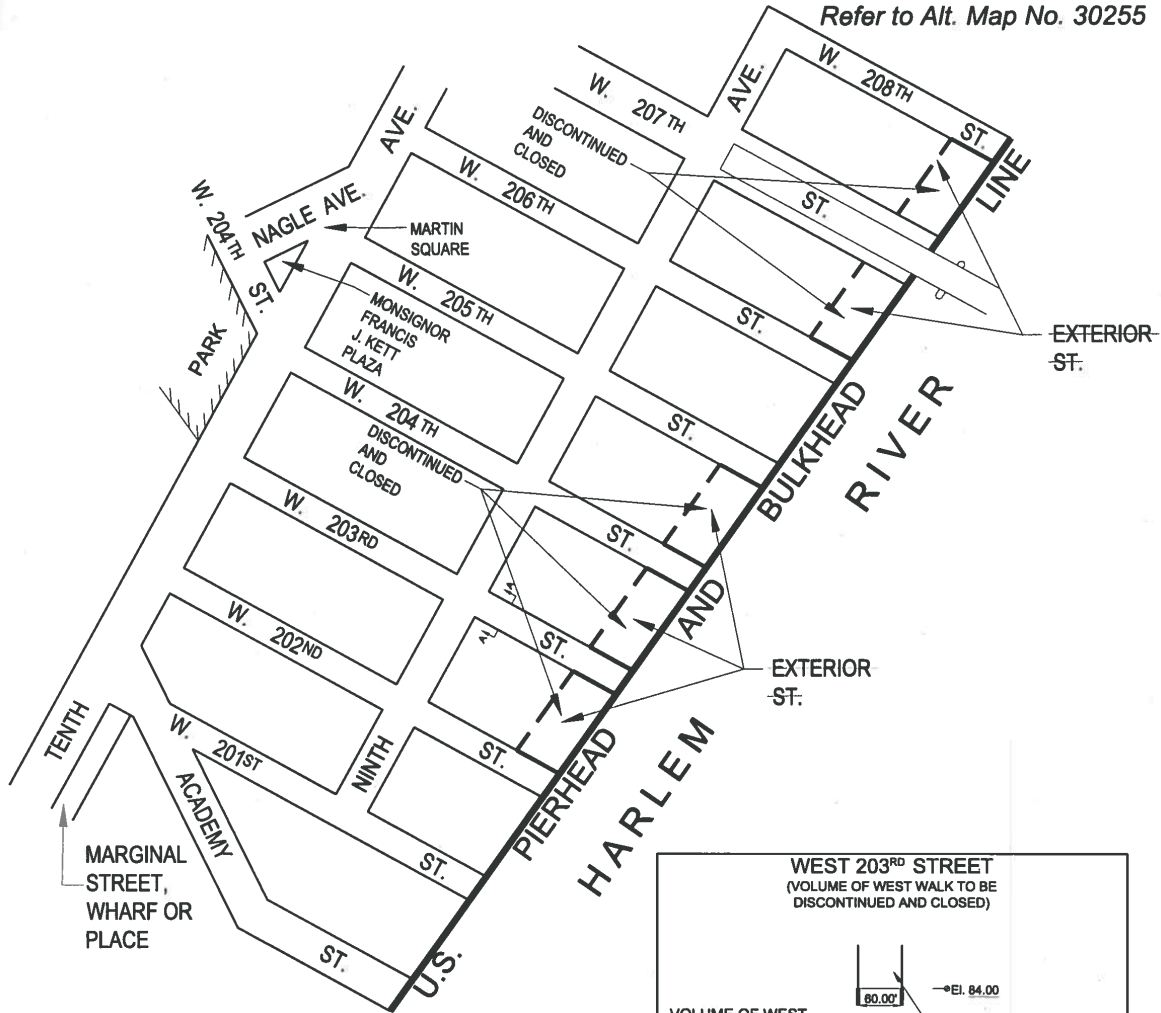 Refer to Alt. Map No. 30255
W. 208TH ST.
AVE.
W. 207TH ST.
DISCONTINUED
AND
CLOSED
LINE
AVE.
W. 206TH ST.
W. 204TH ST.
NAGLE AVE.
MARTIN
SQUARE
MONSIGNOR
FRANCIS
J. KETT
PLAZA
W. 205TH ST.
EXTERIOR
ST.
PARK
W. 204TH ST.
DISCONTINUED
AND
CLOSED
BULKHEAD
RIVER
W. 203RD ST.
AND
W. 202ND ST.
EXTERIOR
ST.
TENTH
NINTH
W. 201ST ST.
ACADEMY ST.
PIERHEAD
HARLEM
U.S.
MARGINAL
STREET,
WHARF OR
PLACE
A
A
WEST 203RD STREET
(VOLUME OF WEST WALK TO BE
DISCONTINUED AND CLOSED)
60.00'
El. 84.00
VOLUME OF WEST